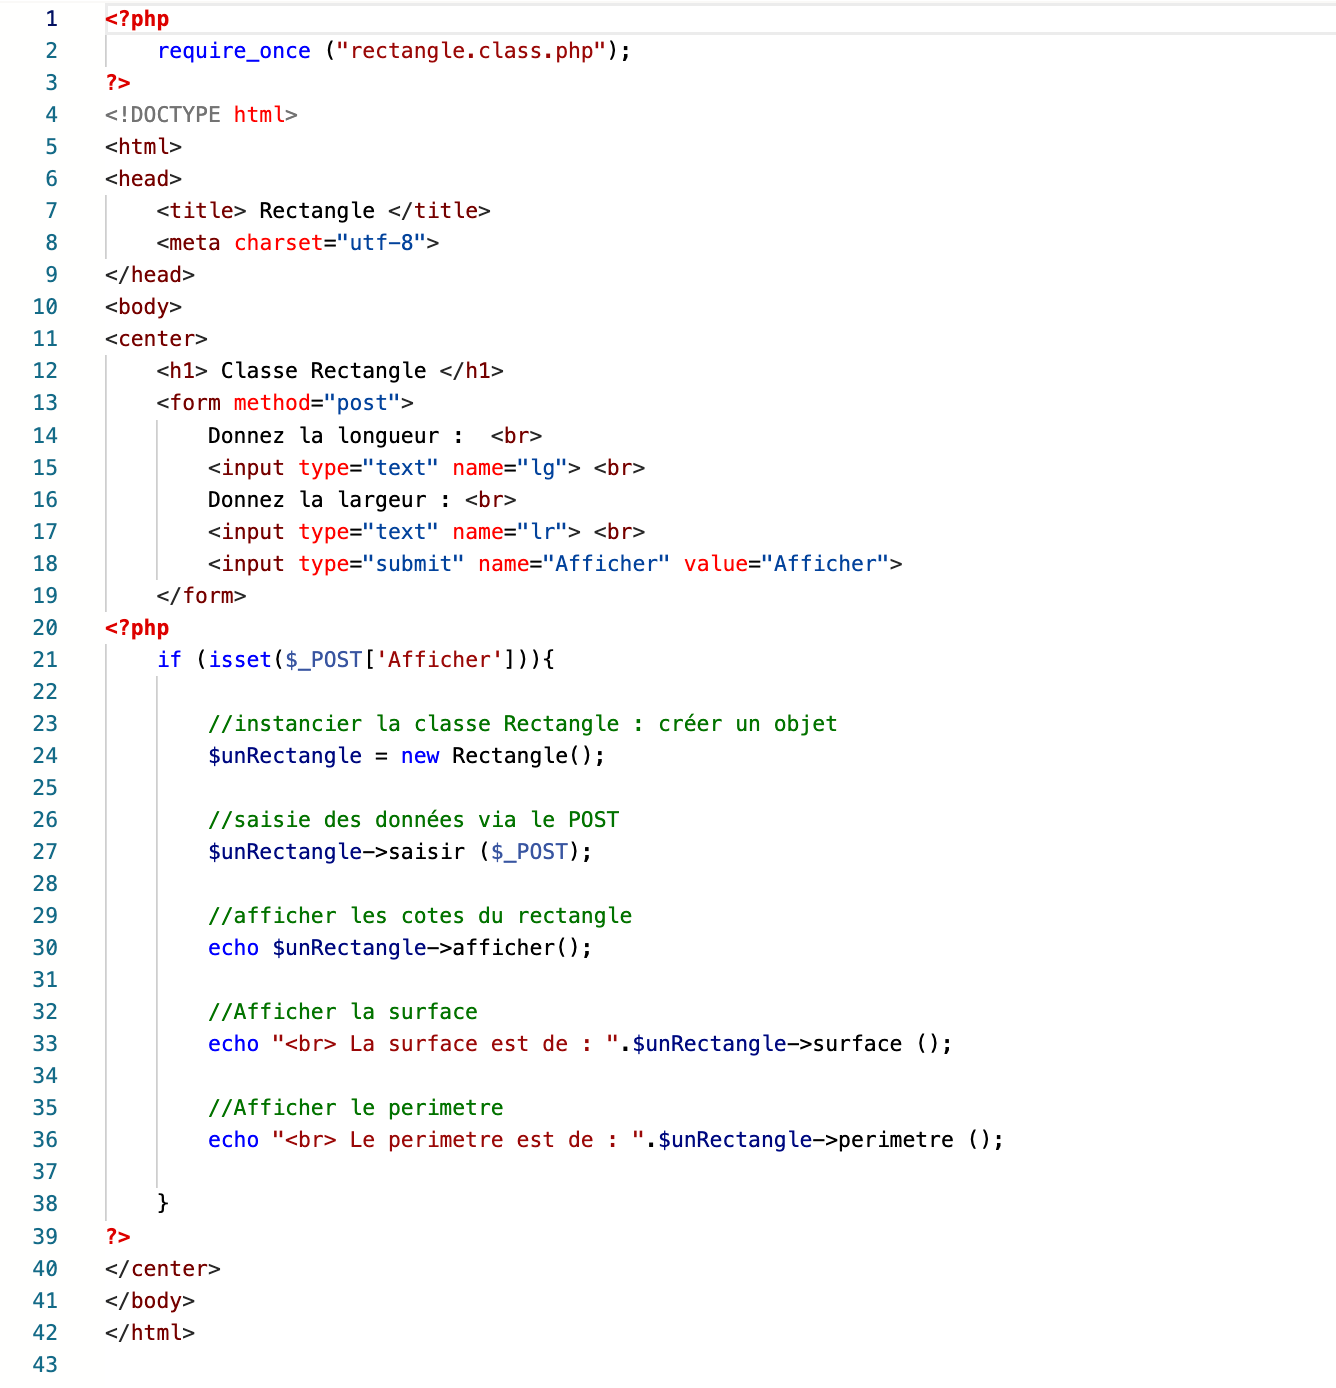 1 <?php
2 require_once ("rectangle.class.php");
3 ?>
4 <!DOCTYPE html>
5 <html>
6 <head>
7 <title> Rectangle </title>
8 <meta charset="utf-8">
9 </head>
10 <body>
11 <center>
12 <h1> Classe Rectangle </h1>
13 <form method="post">
14 Donnez la longueur :  <br>
15 <input type="text" name="lg"> <br>
16 Donnez la largeur : <br>
17 <input type="text" name="lr"> <br>
18 <input type="submit" name="Afficher" value="Afficher">
19 </form>
20 <?php
21 if (isset($_POST['Afficher'])){
22
23 //instancier la classe Rectangle : créer un objet
24 $unRectangle = new Rectangle();
25
26 //saisie des données via le POST
27 $unRectangle->saisir ($_POST);
28
29 //afficher les cotes du rectangle
30 echo $unRectangle->afficher();
31
32 //Afficher la surface
33 echo "<br> La surface est de : ".$unRectangle->surface ();
34
35 //Afficher le perimetre
36 echo "<br> Le perimetre est de : ".$unRectangle->perimetre ();
37
38 }
39 ?>
40 </center>
41 </body>
42 </html>
43